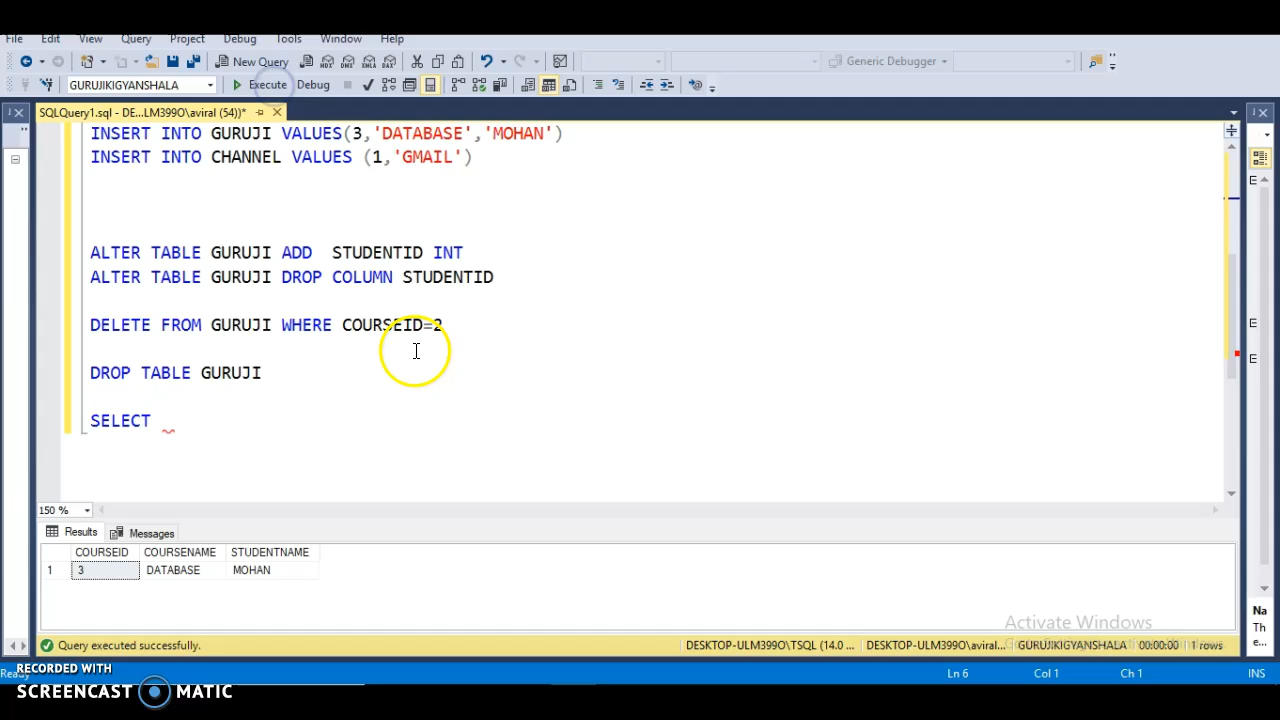 File Edit View Query Project Debug Tools Window Help
New Query Generic Debugger
GURUJIKIGYANSHALA Execute Debug
SQLQuery1.sql - DE...LM399O\aviral (54))*
INSERT INTO GURUJI VALUES(3,'DATABASE','MOHAN')
INSERT INTO CHANNEL VALUES (1,'GMAIL')
ALTER TABLE GURUJI ADD STUDENTID INT
ALTER TABLE GURUJI DROP COLUMN STUDENTID
DELETE FROM GURUJI WHERE COURSEID=2
DROP TABLE GURUJI
SELECT
150 %
Results Messages
COURSEID COURSENAME STUDENTNAME
1 3 DATABASE MOHAN
Na
Th
e...
Activate Windows
Query executed successfully. DESKTOP-ULM399O\TSQL (14.0 ... DESKTOP-ULM399O\aviral... GURUJIKIGYANSHALA 00:00:00 1 rows
Ready Ln 6 Col 1 Ch 1 INS
RECORDED WITH
SCREENCAST MATIC